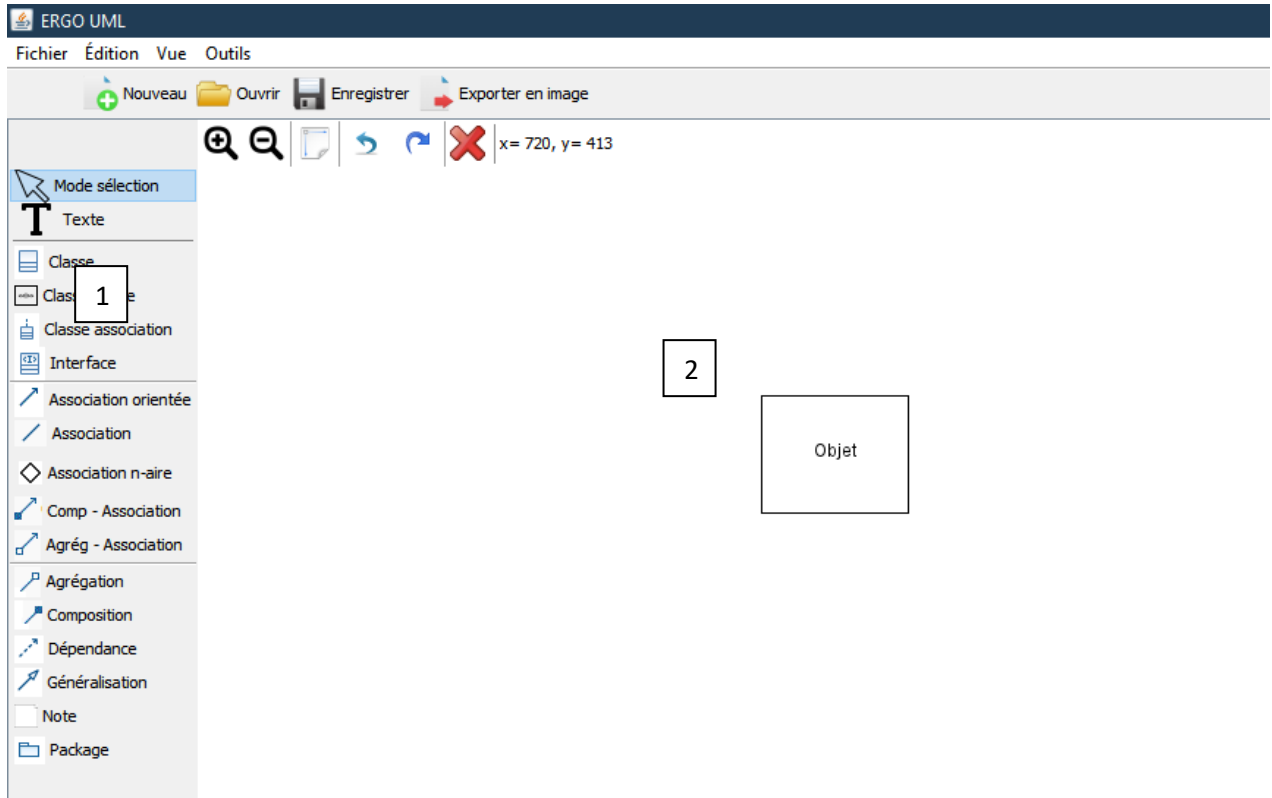 ERGO UML
Fichier Édition Vue Outils
Nouveau Ouvrir Enregistrer Exporter en image
x= 720, y= 413
Mode sélection
T Texte
Classe
1
Classe association
Interface
2
Association orientée
Association
Objet
Association n-aire
Comp - Association
Agrég - Association
Agrégation
Composition
Dépendance
Généralisation
Note
Package